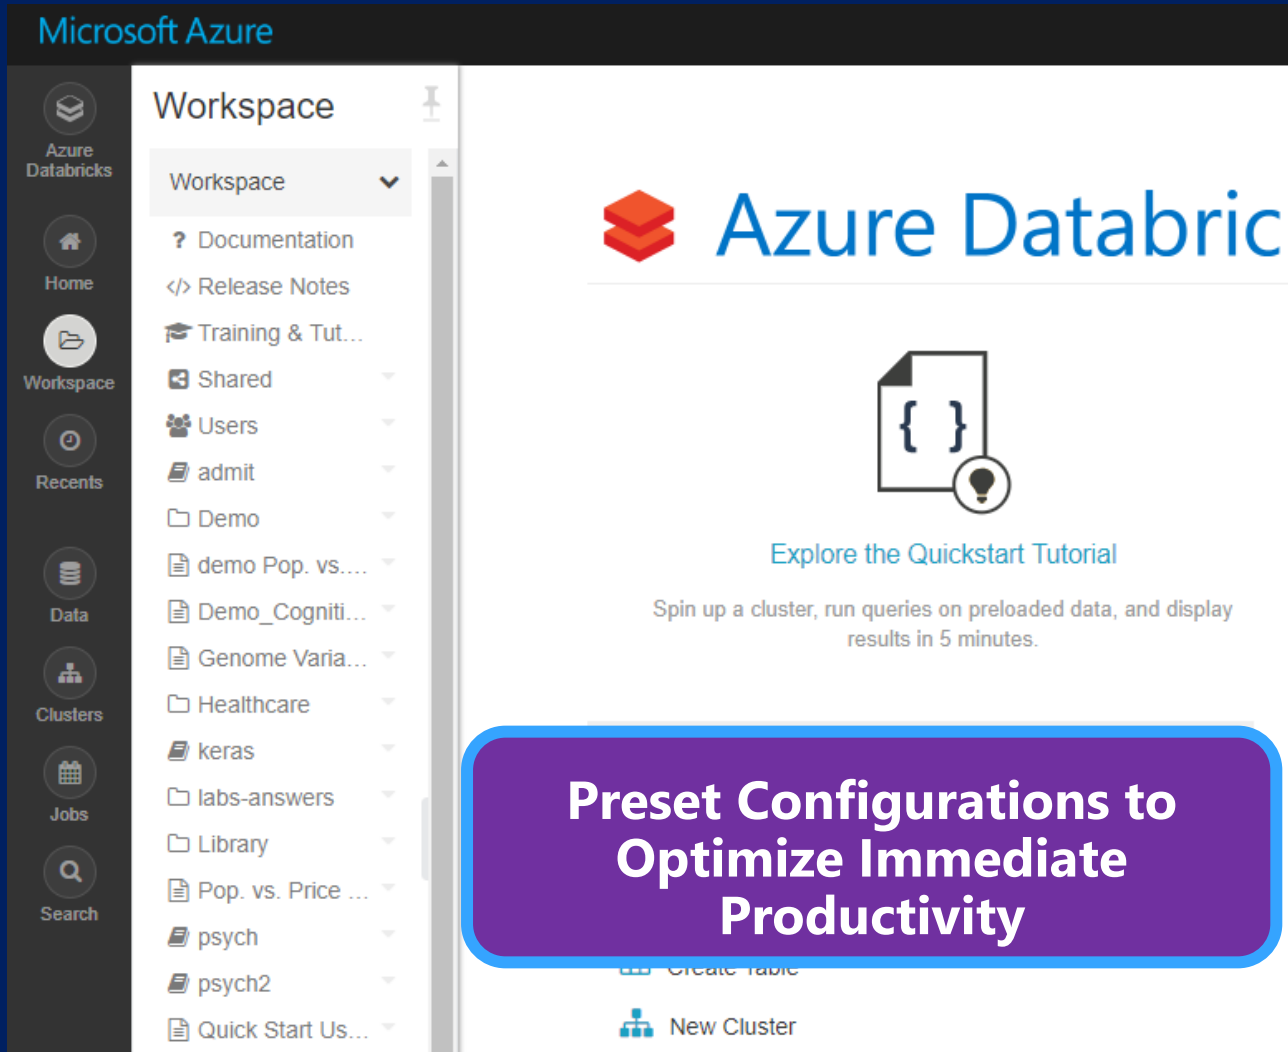 Microsoft Azure
Azure
Databricks
Home
Workspace
Recents
Data
Clusters
Jobs
Search
Workspace
Workspace
? Documentation
</> Release Notes
Training & Tut...
Shared
Users
admit
Demo
demo Pop. vs....
Demo_Cogniti...
Genome Varia...
Healthcare
keras
labs-answers
Library
Pop. vs. Price ...
psych
psych2
Quick Start Us...
Azure Databric
{ }
Explore the Quickstart Tutorial
Spin up a cluster, run queries on preloaded data, and display
results in 5 minutes.
Preset Configurations to
Optimize Immediate
Productivity
Create Table
New Cluster